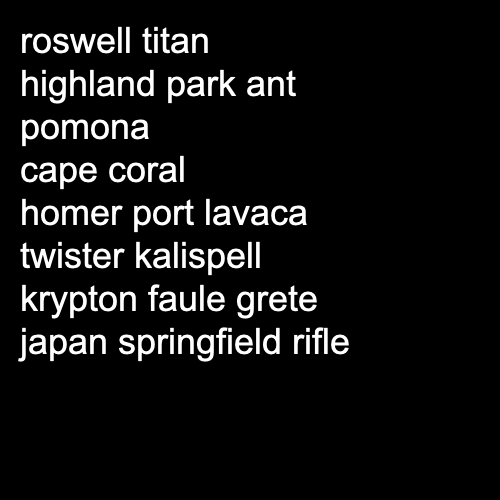 roswell titan
highland park ant
pomona
cape coral
homer port lavaca
twister kalispell
krypton faule grete
japan springfield rifle